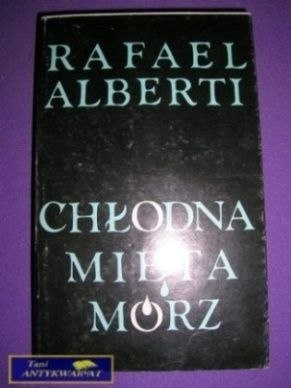 RAFAEL
ALBERTI
CHŁODNA
MIĘTA
MÓRZ
Tani
ANTYKWARIAT